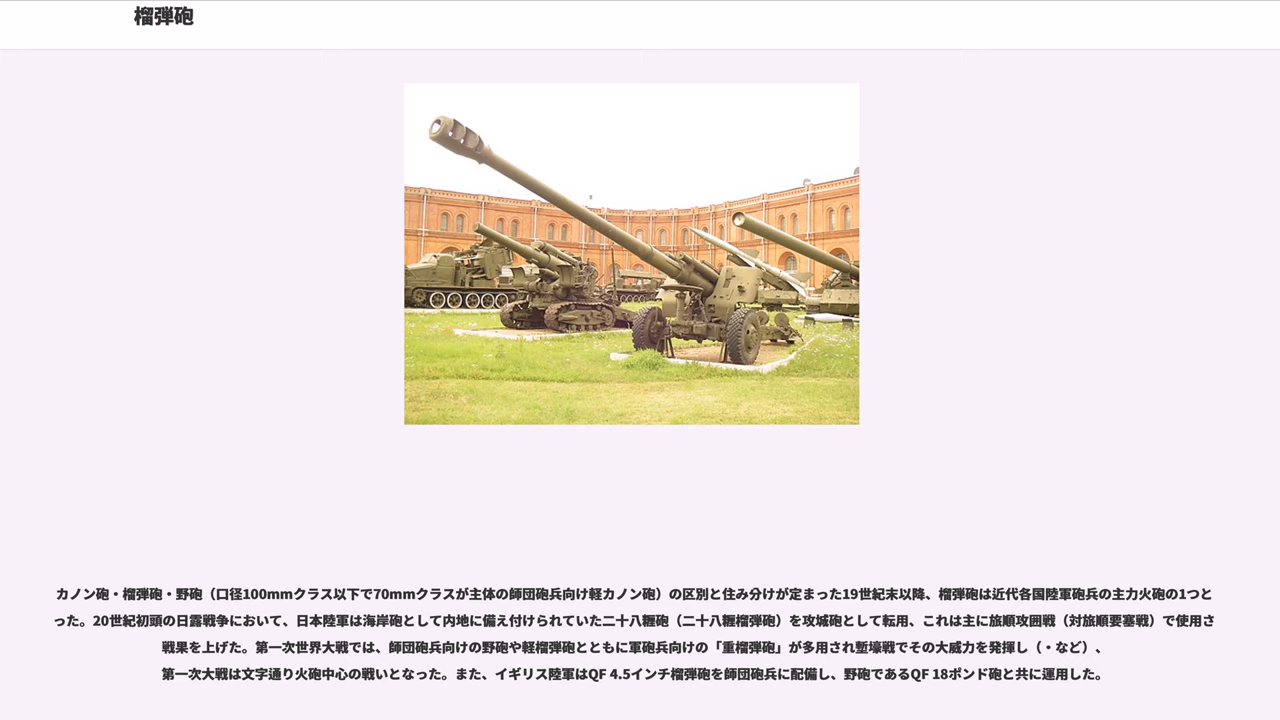 榴弾砲
カノン砲・榴弾砲・野砲（口径100mmクラス以下で70mmクラスが主体の師団砲兵向け軽カノン砲）の区別と住み分けが定まった19世紀末以降、榴弾砲は近代各国陸軍砲兵の主力火砲の1つと
った。20世紀初頭の日露戦争において、日本陸軍は海岸砲として内地に備え付けられていた二十八糎砲（二十八糎榴弾砲）を攻城砲として転用、これは主に旅順攻囲戦（対旅順要塞戦）で使用さ
戦果を上げた。第一次世界大戦では、師団砲兵向けの野砲や軽榴弾砲とともに軍砲兵向けの「重榴弾砲」が多用され塹壕戦でその大威力を発揮し（・など）、
第一次大戦は文字通り火砲中心の戦いとなった。また、イギリス陸軍はQF 4.5インチ榴弾砲を師団砲兵に配備し、野砲であるQF 18ポンド砲と共に運用した。